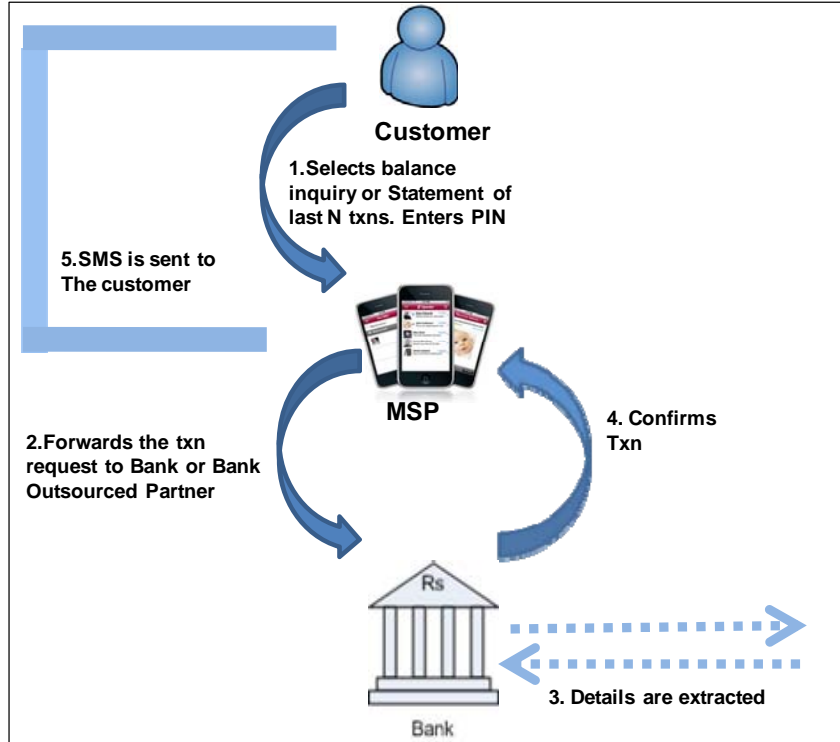 Customer
1.Selects balance
inquiry or Statement of
last N txns. Enters PIN
5.SMS is sent to
The customer
MSP
2.Forwards the txn
request to Bank or Bank
Outsourced Partner
4. Confirms
Txn
Rs
3. Details are extracted
Bank